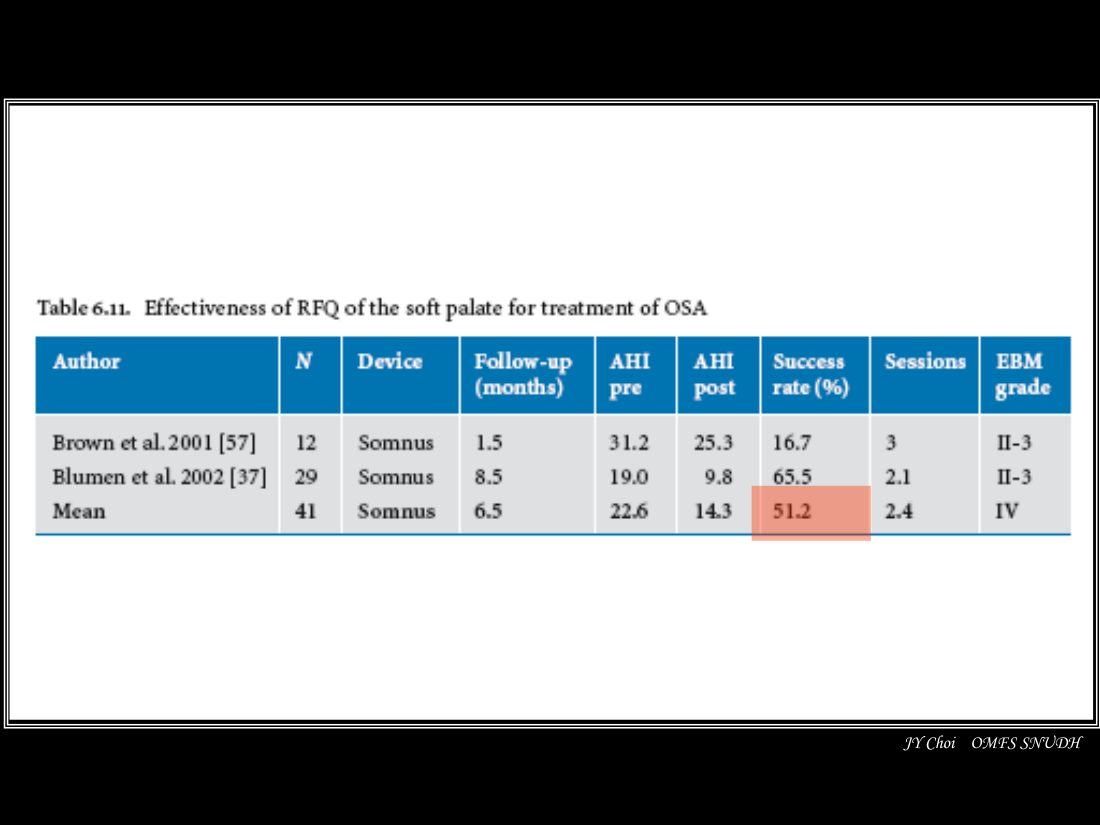 Table 6.11. Effectiveness of RFQ of the soft palate for treatment of OSA
Author N Device Follow-up (months) AHI pre AHI post Success rate (%) Sessions EBM grade
Brown et al. 2001 [57] 12 Somnus 1.5 31.2 25.3 16.7 3 II-3
Blumen et al. 2002 [37] 29 Somnus 8.5 19.0 9.8 65.5 2.1 II-3
Mean 41 Somnus 6.5 22.6 14.3 51.2 2.4 IV
JY Choi OMFS SNUDH